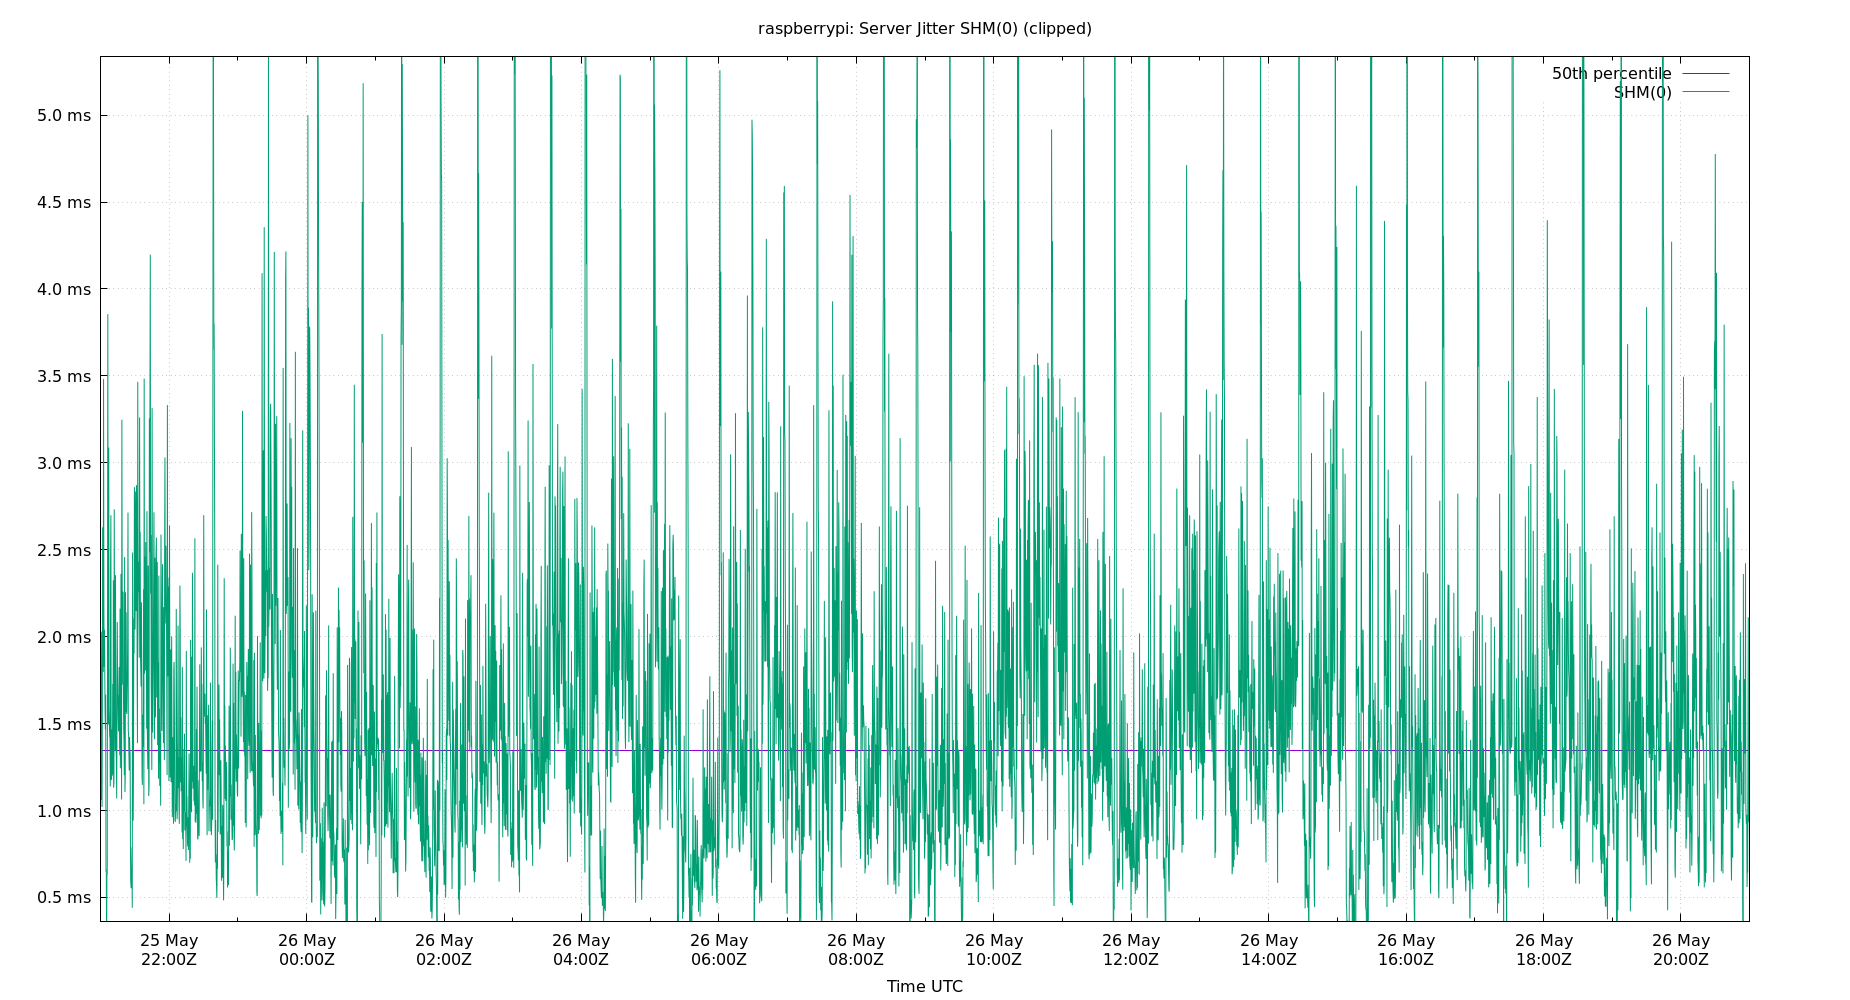 raspberrypi: Server Jitter SHM(0) (clipped)
50th percentile
SHM(0)
5.0 ms
4.5 ms
4.0 ms
3.5 ms
3.0 ms
2.5 ms
2.0 ms
1.5 ms
1.0 ms
0.5 ms
25 May 26 May 26 May 26 May 26 May 26 May 26 May 26 May 26 May 26 May 26 May 26 May
22:00Z 00:00Z 02:00Z 04:00Z 06:00Z 08:00Z 10:00Z 12:00Z 14:00Z 16:00Z 18:00Z 20:00Z
Time UTC